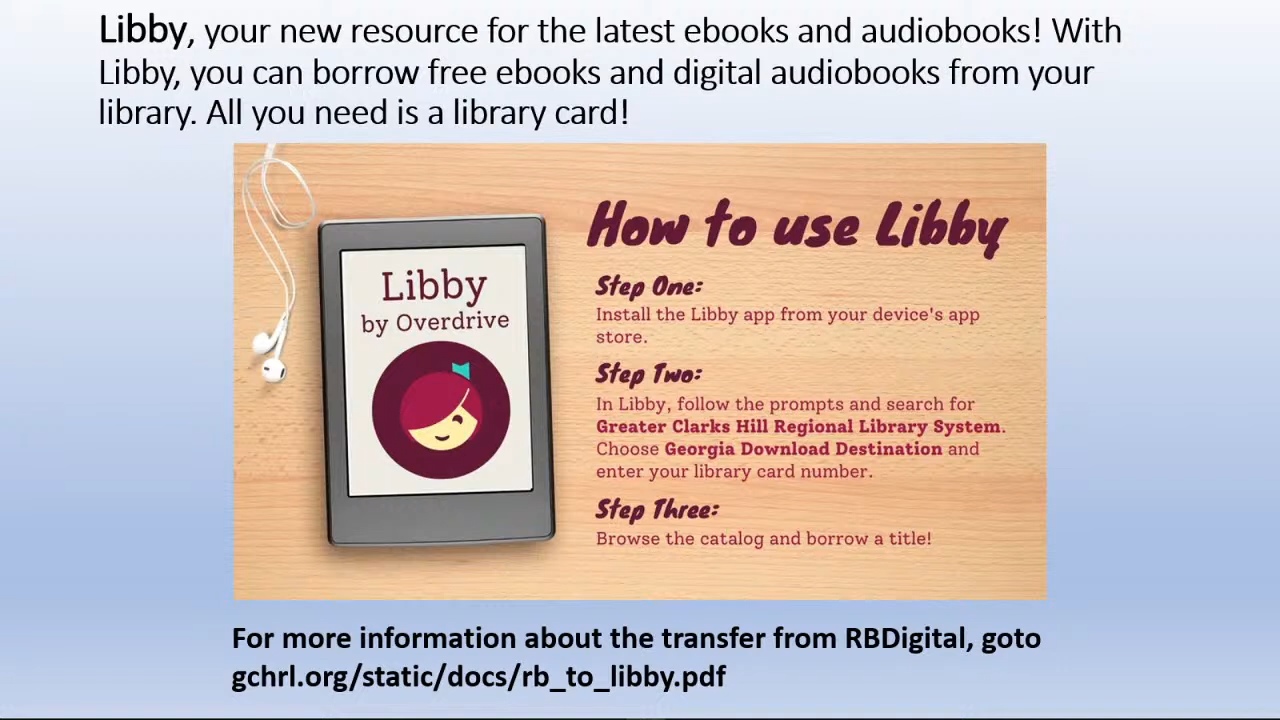 Libby, your new resource for the latest ebooks and audiobooks! With
Libby, you can borrow free ebooks and digital audiobooks from your
library. All you need is a library card!
Libby
by Overdrive
How to use Libby
Step One:
Install the Libby app from your device's app
store.
Step Two:
In Libby, follow the prompts and search for
Greater Clarks Hill Regional Library System.
Choose Georgia Download Destination and
enter your library card number.
Step Three:
Browse the catalog and borrow a title!
For more information about the transfer from RBDigital, goto
gchrl.org/static/docs/rb_to_libby.pdf